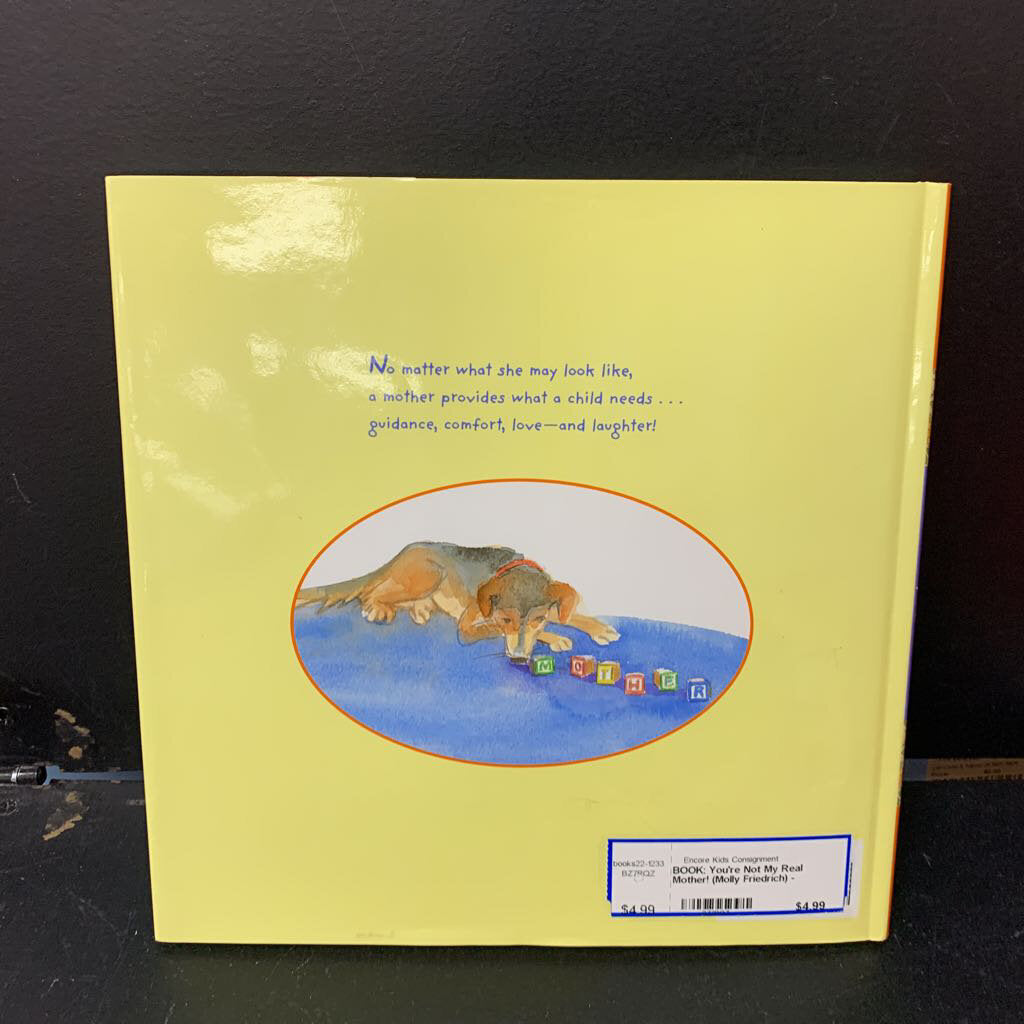 No matter what she may look like,
a mother provides what a child needs . . .
guidance, comfort, love—and laughter!
M O T H E R
books22-1233
BZ7RQZ
$4.99
Encore Kids Consignment
BOOK: You're Not My Real
Mother! (Molly Friedrich) -
$4.99